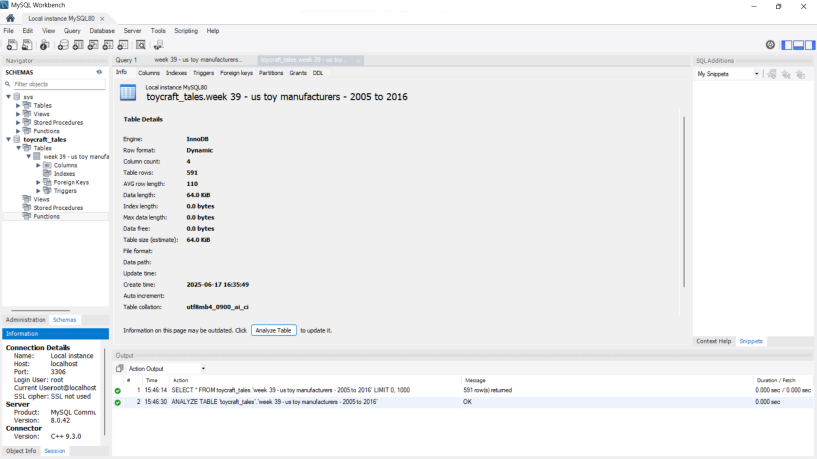 MySQL Workbench
Local instance MySQL80 ×
File Edit View Query Database Server Tools Scripting Help
Navigator
SCHEMAS
Filter objects
sys
Tables
Views
Stored Procedures
Functions
toycraft_tales
Tables
week 39 - us toy manufa
Columns
Indexes
Foreign Keys
Triggers
Views
Stored Procedures
Functions
Administration Schemas
Information
Connection Details
Name: Local instance
Host: localhost
Port: 3306
Login User: root
Current User: root@localhost
SSL cipher: SSL not used
Server
Product: MySQL Commu
Version: 8.0.42
Connector
Version: C++ 9.3.0
Object Info Session
Query 1 week 39 - us toy manufacturers... toycraft_tales.week 39 - us toy... ×
Info Columns Indexes Triggers Foreign keys Partitions Grants DDL
Local instance MySQL80
toycraft_tales.week 39 - us toy manufacturers - 2005 to 2016
Table Details
Engine: InnoDB
Row format: Dynamic
Column count: 4
Table rows: 591
AVG row length: 110
Data length: 64.0 KiB
Index length: 0.0 bytes
Max data length: 0.0 bytes
Data free: 0.0 bytes
Table size (estimate): 64.0 KiB
File format:
Data path:
Update time:
Create time: 2025-06-17 16:35:49
Auto increment:
Table collation: utf8mb4_0900_ai_ci
Information on this page may be outdated. Click Analyze Table to update it.
Output
Action Output
# Time Action Message Duration / Fetch
1 15:46:14 SELECT * FROM toycraft_tales.`week 39 - us toy manufacturers - 2005 to 2016` LIMIT 0, 1000 591 row(s) returned 0.000 sec / 0.000 sec
2 15:46:30 ANALYZE TABLE `toycraft_tales`.`week 39 - us toy manufacturers - 2005 to 2016` OK 0.000 sec
SQLAdditions
My Snippets
Context Help Snippets